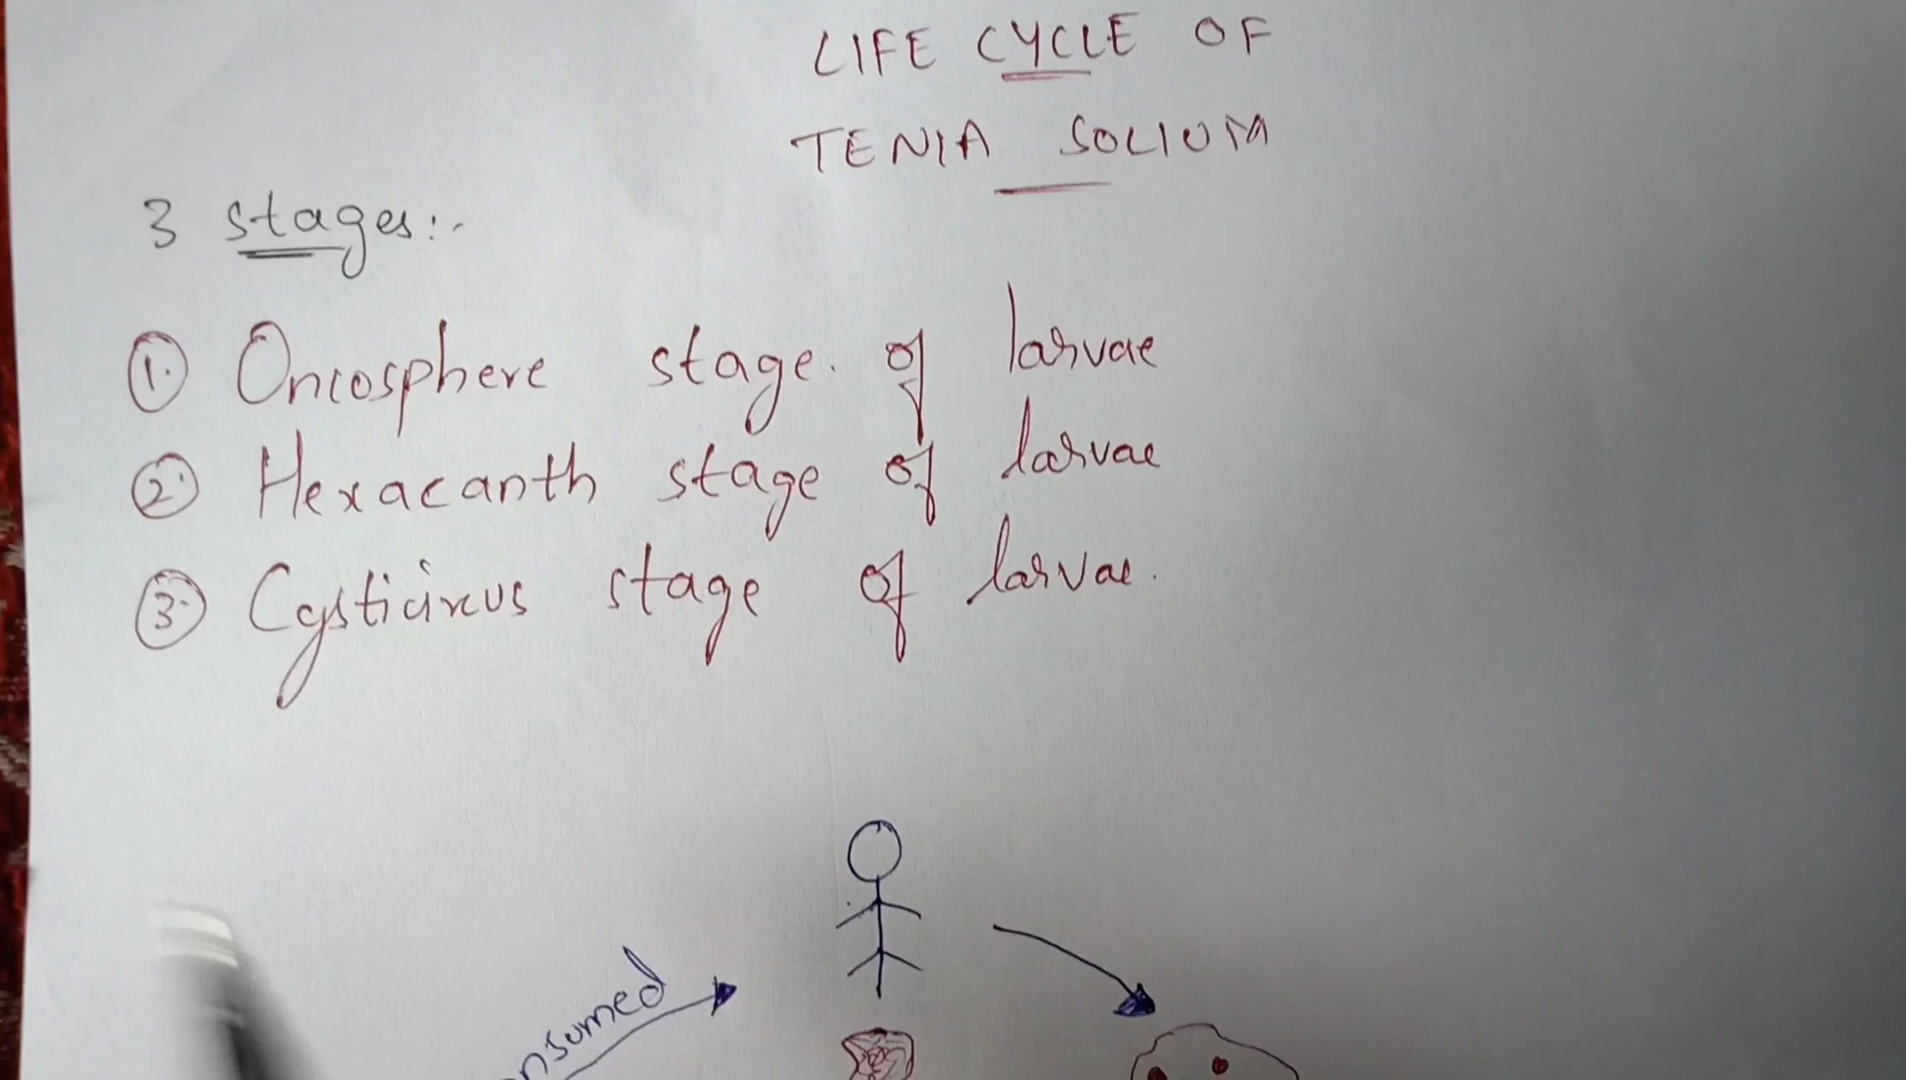 LIFE CYCLE OF
TENIA SOLIUM
3 stages:-
1. Oncosphere stage. of larvae
2. Hexacanth stage of larvae
3. Cysticircus stage of larvae.
nsumed